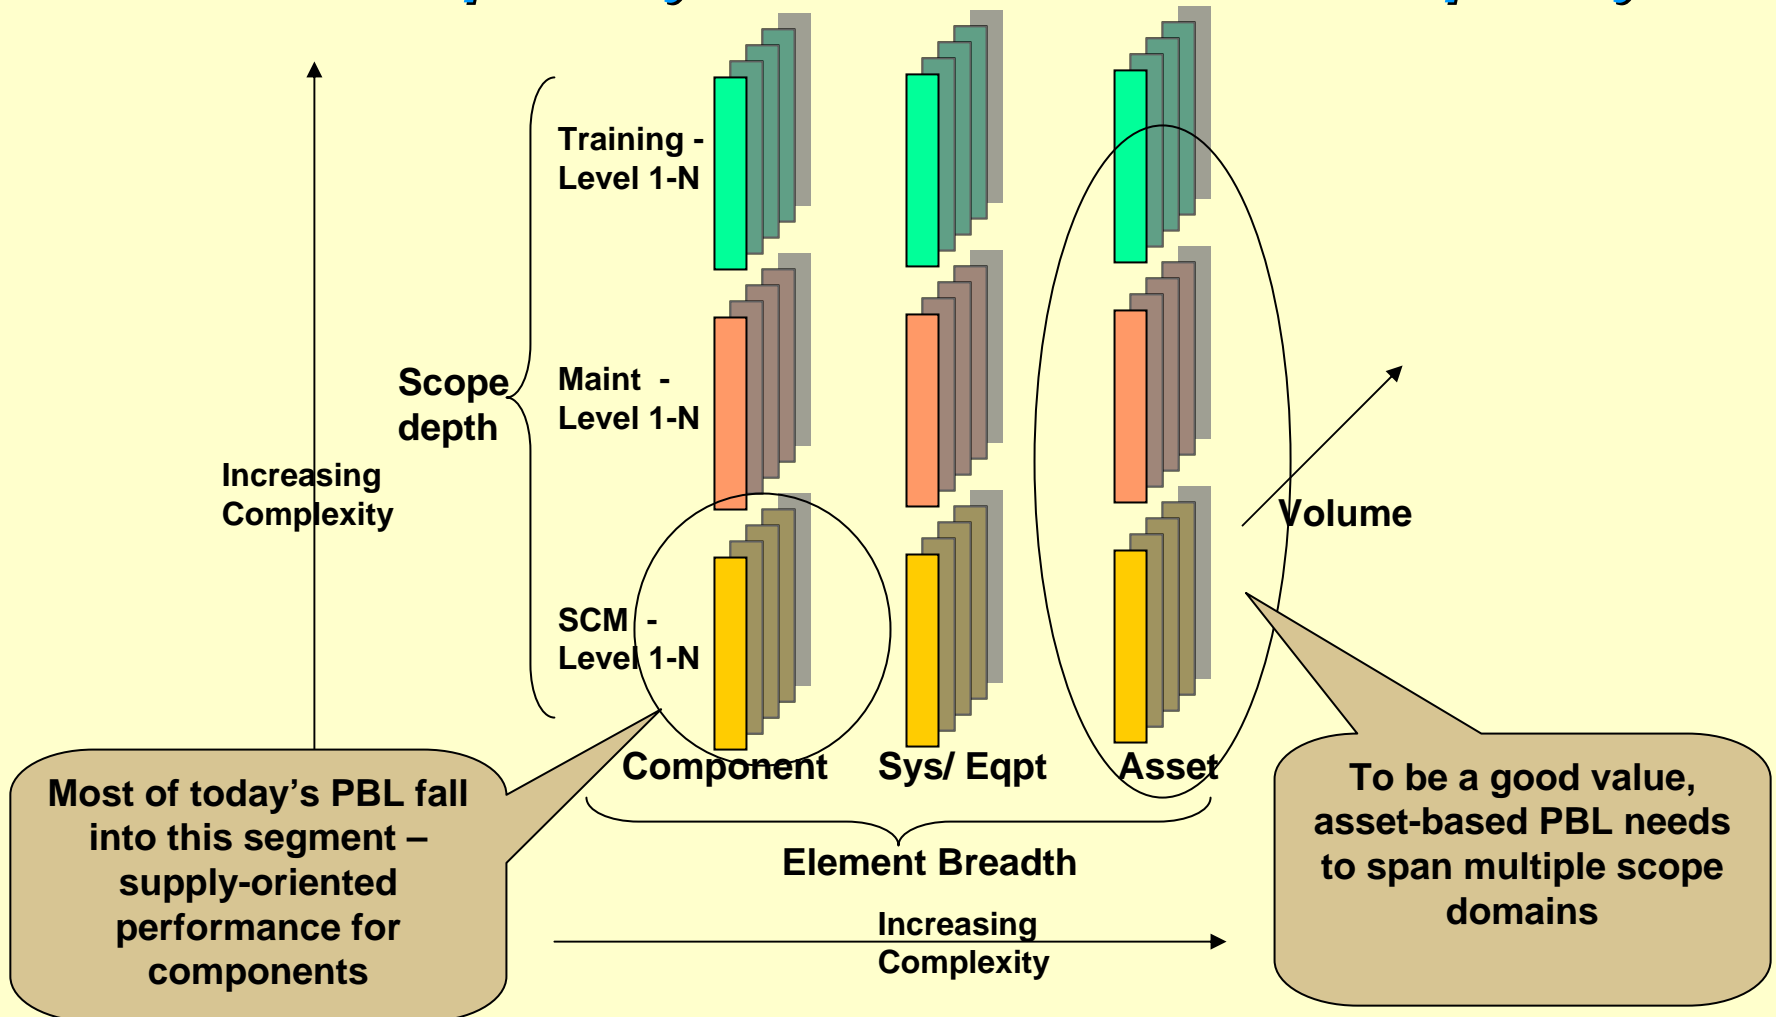 Training -
Level 1-N
Scope
depth
Maint -
Level 1-N
Increasing
Complexity
Volume
SCM -
Level 1-N
Component
Sys/ Eqpt
Asset
Element Breadth
Increasing
Complexity
Most of today’s PBL fall
into this segment –
supply-oriented
performance for
components
To be a good value,
asset-based PBL needs
to span multiple scope
domains